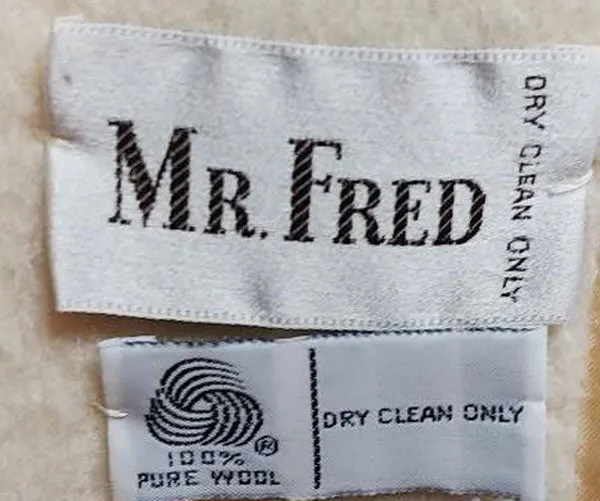 MR. FRED
DRY CLEAN ONLY
100%
PURE WOOL
®
DRY CLEAN ONLY